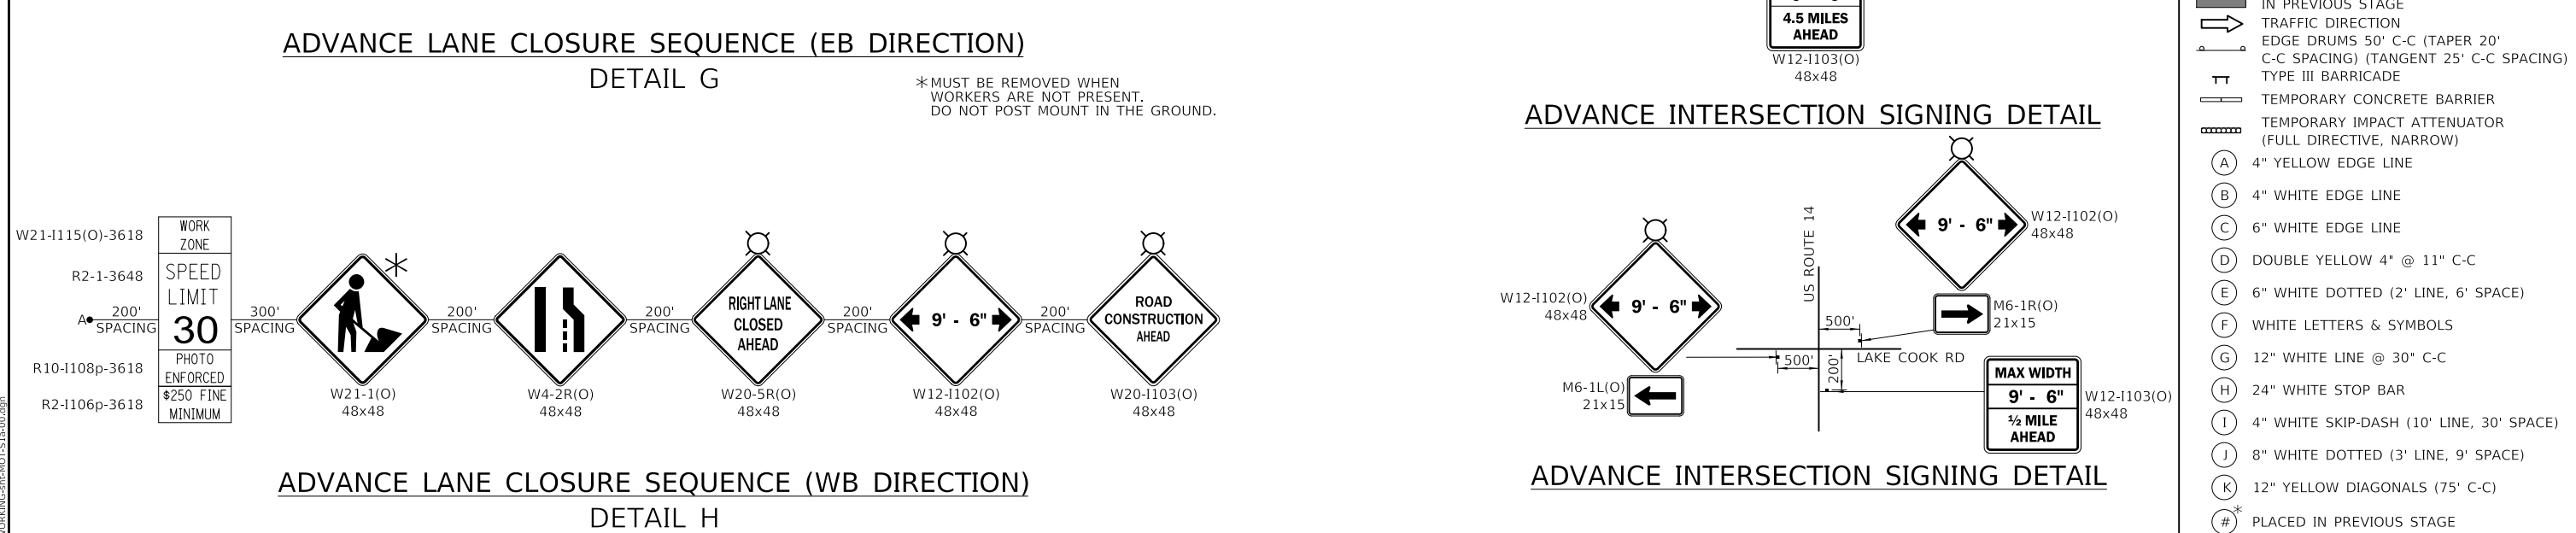 ADVANCE LANE CLOSURE SEQUENCE (EB DIRECTION)
DETAIL G
*MUST BE REMOVED WHEN
WORKERS ARE NOT PRESENT.
DO NOT POST MOUNT IN THE GROUND.
W21-I115(O)-3618
R2-1-3648
R10-I108p-3618
R2-I106p-3618
A
200'
SPACING
WORK
ZONE
SPEED
LIMIT
30
PHOTO
ENFORCED
$250 FINE
MINIMUM
300'
SPACING
*
W21-1(O)
48x48
200'
SPACING
W4-2R(O)
48x48
200'
SPACING
RIGHT LANE
CLOSED
AHEAD
W20-5R(O)
48x48
200'
SPACING
9' - 6"
W12-I102(O)
48x48
200'
SPACING
ROAD
CONSTRUCTION
AHEAD
W20-I103(O)
48x48
ADVANCE LANE CLOSURE SEQUENCE (WB DIRECTION)
DETAIL H
4.5 MILES
AHEAD
W12-I103(O)
48x48
ADVANCE INTERSECTION SIGNING DETAIL
W12-I102(O)
48x48
9' - 6"
M6-1L(O)
21x15
US ROUTE 14
9' - 6"
W12-I102(O)
48x48
M6-1R(O)
21x15
500'
LAKE COOK RD
500'
200'
MAX WIDTH
9' - 6"
½ MILE
AHEAD
W12-I103(O)
48x48
ADVANCE INTERSECTION SIGNING DETAIL
IN PREVIOUS STAGE
TRAFFIC DIRECTION
EDGE DRUMS 50' C-C (TAPER 20'
C-C SPACING) (TANGENT 25' C-C SPACING)
TYPE III BARRICADE
TEMPORARY CONCRETE BARRIER
TEMPORARY IMPACT ATTENUATOR
(FULL DIRECTIVE, NARROW)
A 4" YELLOW EDGE LINE
B 4" WHITE EDGE LINE
C 6" WHITE EDGE LINE
D DOUBLE YELLOW 4" @ 11" C-C
E 6" WHITE DOTTED (2' LINE, 6' SPACE)
F WHITE LETTERS & SYMBOLS
G 12" WHITE LINE @ 30" C-C
H 24" WHITE STOP BAR
I 4" WHITE SKIP-DASH (10' LINE, 30' SPACE)
J 8" WHITE DOTTED (3' LINE, 9' SPACE)
K 12" YELLOW DIAGONALS (75' C-C)
#* PLACED IN PREVIOUS STAGE